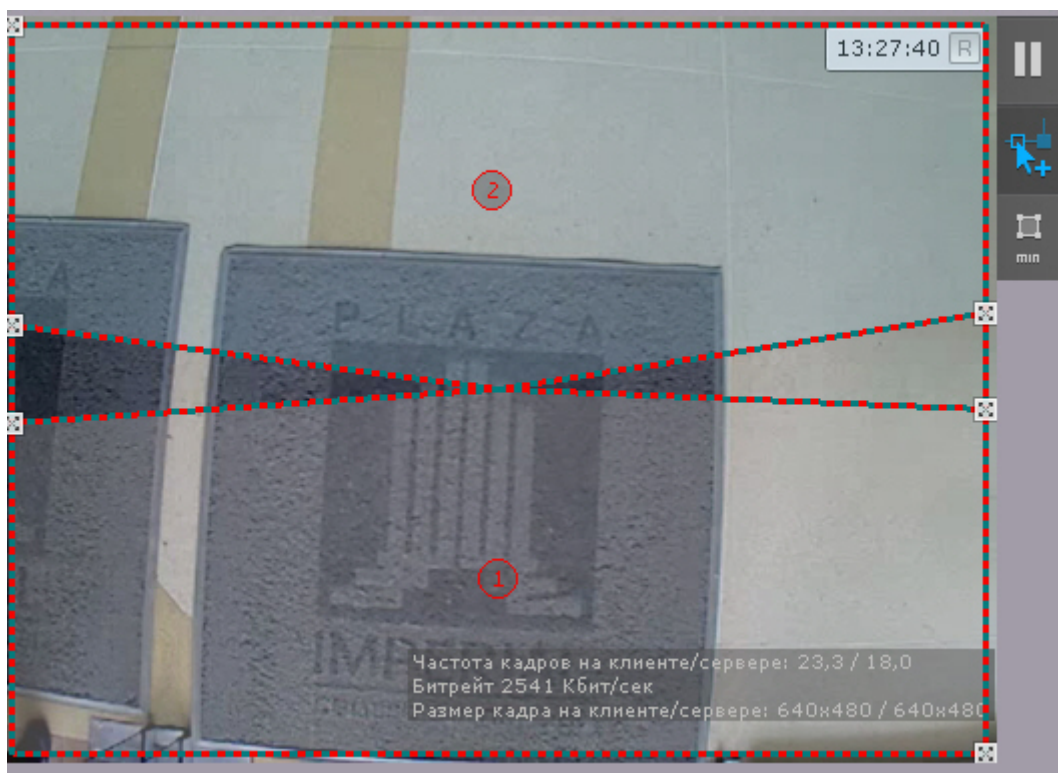 13:27:40 R
2
PLAZA
1
IMPERI
Частота кадров на клиенте/сервере: 23,3 / 18,0
Битрейт 2541 Кбит/сек
Размер кадра на клиенте/сервере: 640x480 / 640x480
min